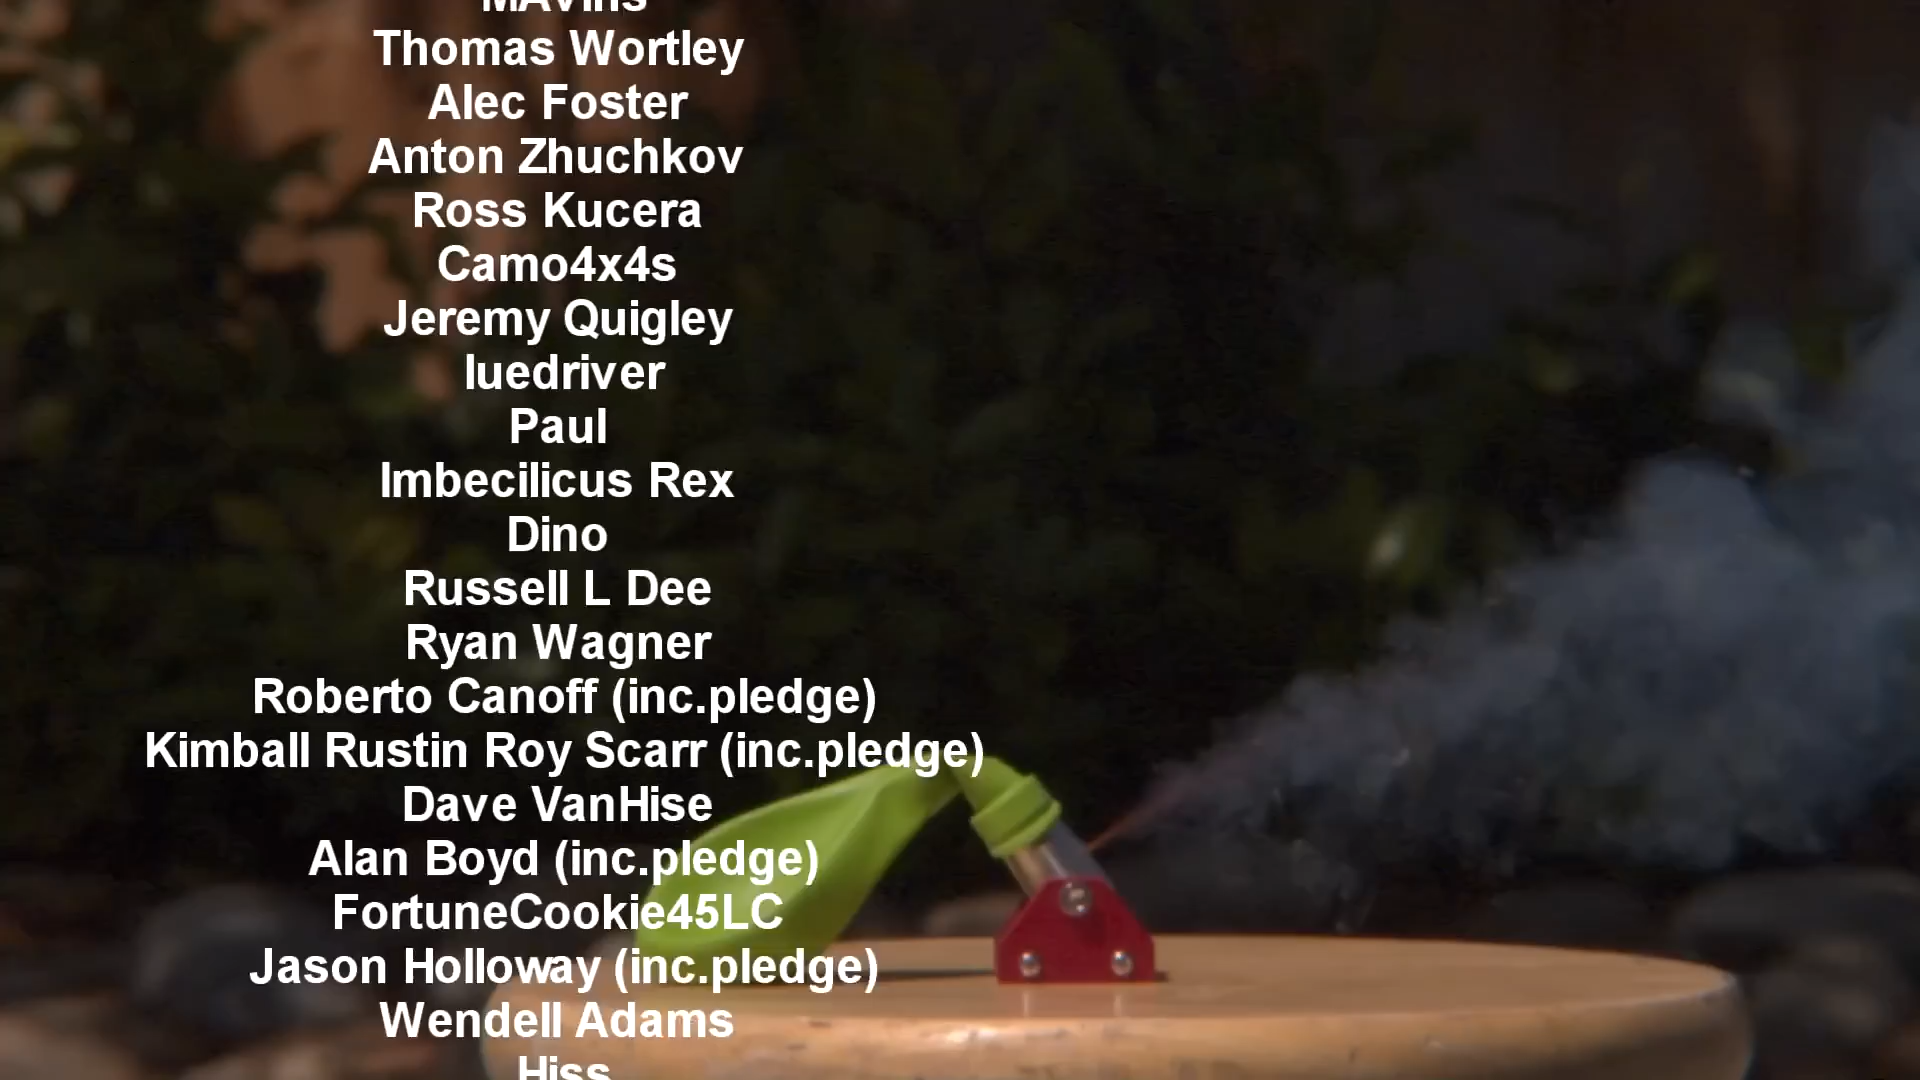 MAvins
Thomas Wortley
Alec Foster
Anton Zhuchkov
Ross Kucera
Camo4x4s
Jeremy Quigley
luedriver
Paul
Imbecilicus Rex
Dino
Russell L Dee
Ryan Wagner
Roberto Canoff (inc.pledge)
Kimball Rustin Roy Scarr (inc.pledge)
Dave VanHise
Alan Boyd (inc.pledge)
FortuneCookie45LC
Jason Holloway (inc.pledge)
Wendell Adams
Hiss